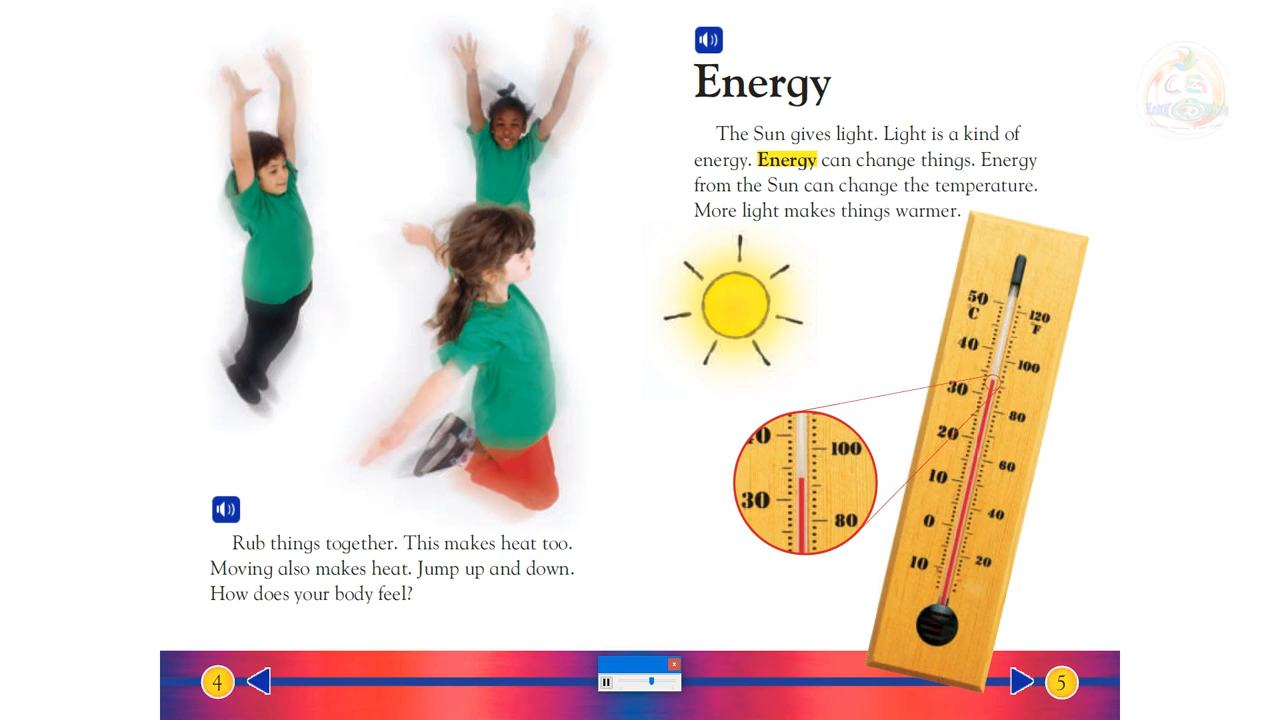 Rub things together. This makes heat too.
Moving also makes heat. Jump up and down.
How does your body feel?
4
Energy
The Sun gives light. Light is a kind of
energy. Energy can change things. Energy
from the Sun can change the temperature.
More light makes things warmer.
50
°C
120
°F
40
100
30
80
20
60
10
40
0
20
10
40
100
30
80
x
5